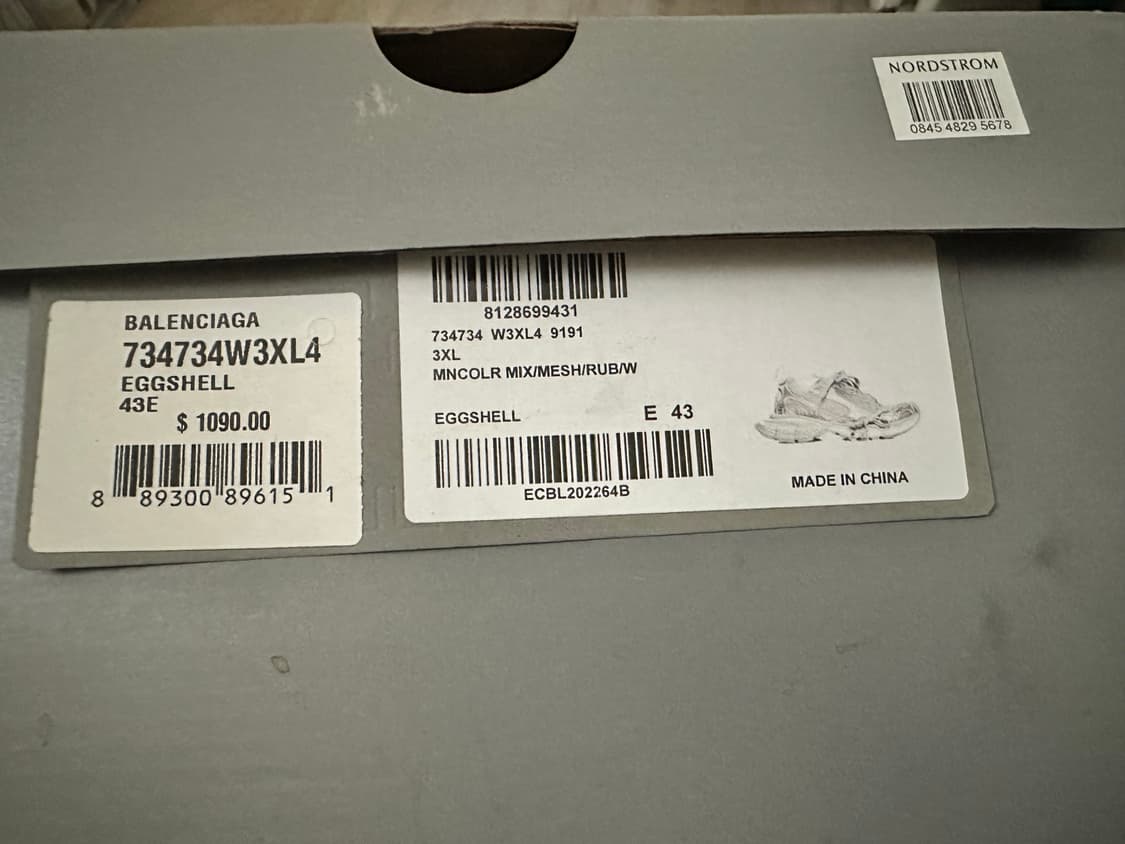 NORDSTROM
0845 4829 5678
BALENCIAGA
734734W3XL4
EGGSHELL
43E
$ 1090.00
8 89300 89615 1
8128699431
734734 W3XL4 9191
3XL
MNCOLR MIX/MESH/RUB/W
EGGSHELL E 43
ECBL202264B
MADE IN CHINA